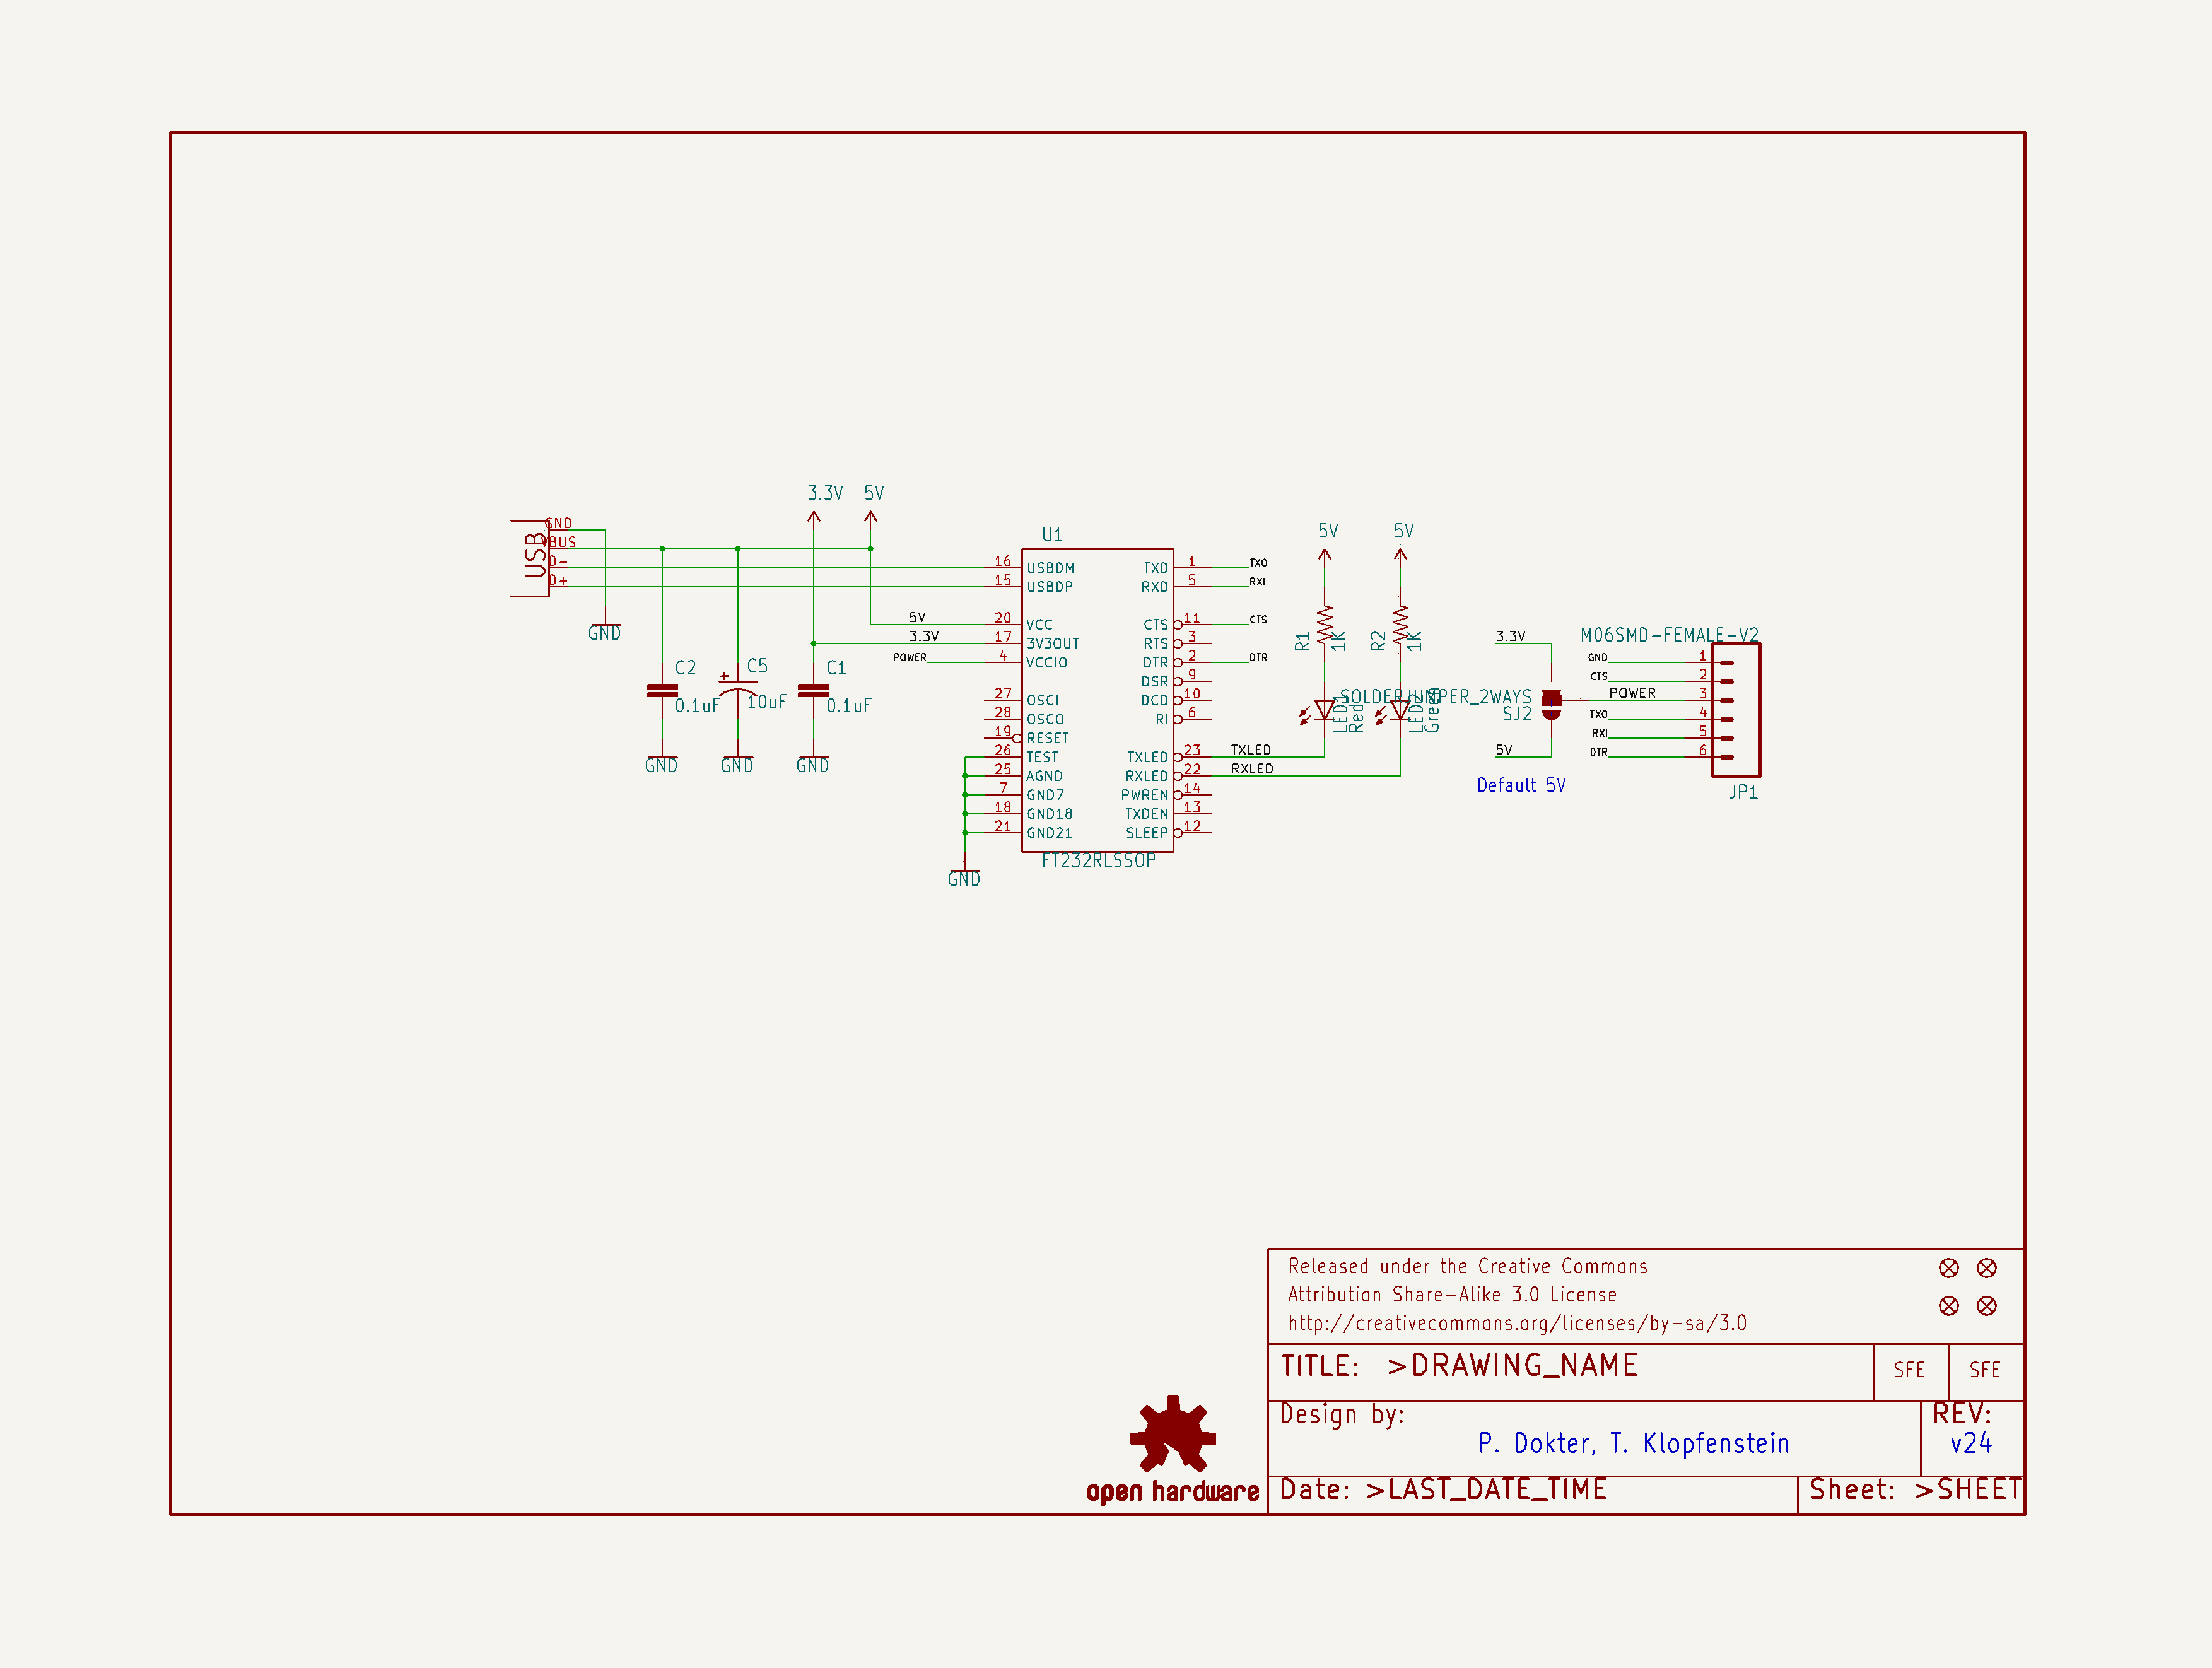 3.3V 5V
GND
VBUS
D-
D+
USB
GND
C2
0.1uF
GND
C5
+
10uF
GND
C1
0.1uF
GND
5V
3.3V
POWER
U1
16 USBDM
15 USBDP
20 VCC
17 3V3OUT
4 VCCIO
27 OSCI
28 OSCO
19 RESET
26 TEST
25 AGND
7 GND7
18 GND18
21 GND21
GND
TXD 1 TXO
RXD 5 RXI
CTS 11 CTS
RTS 3
DTR 2 DTR
DSR 9
DCD 10
RI 6
TXLED 23 TXLED
RXLED 22 RXLED
PWREN 14
TXDEN 13
SLEEP 12
FT232RLSSOP
5V
R1
1K
LED1
Red
5V
R2
1K
LED2
Green
3.3V
SOLDERJUMPER_2WAYS
SJ2
5V
Default 5V
M06SMD-FEMALE-V2
GND 1
CTS 2
POWER 3
TXO 4
RXI 5
DTR 6
JP1
Released under the Creative Commons
Attribution Share-Alike 3.0 License
http://creativecommons.org/licenses/by-sa/3.0
TITLE: >DRAWING_NAME
SFE SFE
Design by:
P. Dokter, T. Klopfenstein
REV:
v24
Date: >LAST_DATE_TIME
Sheet: >SHEET
open hardware